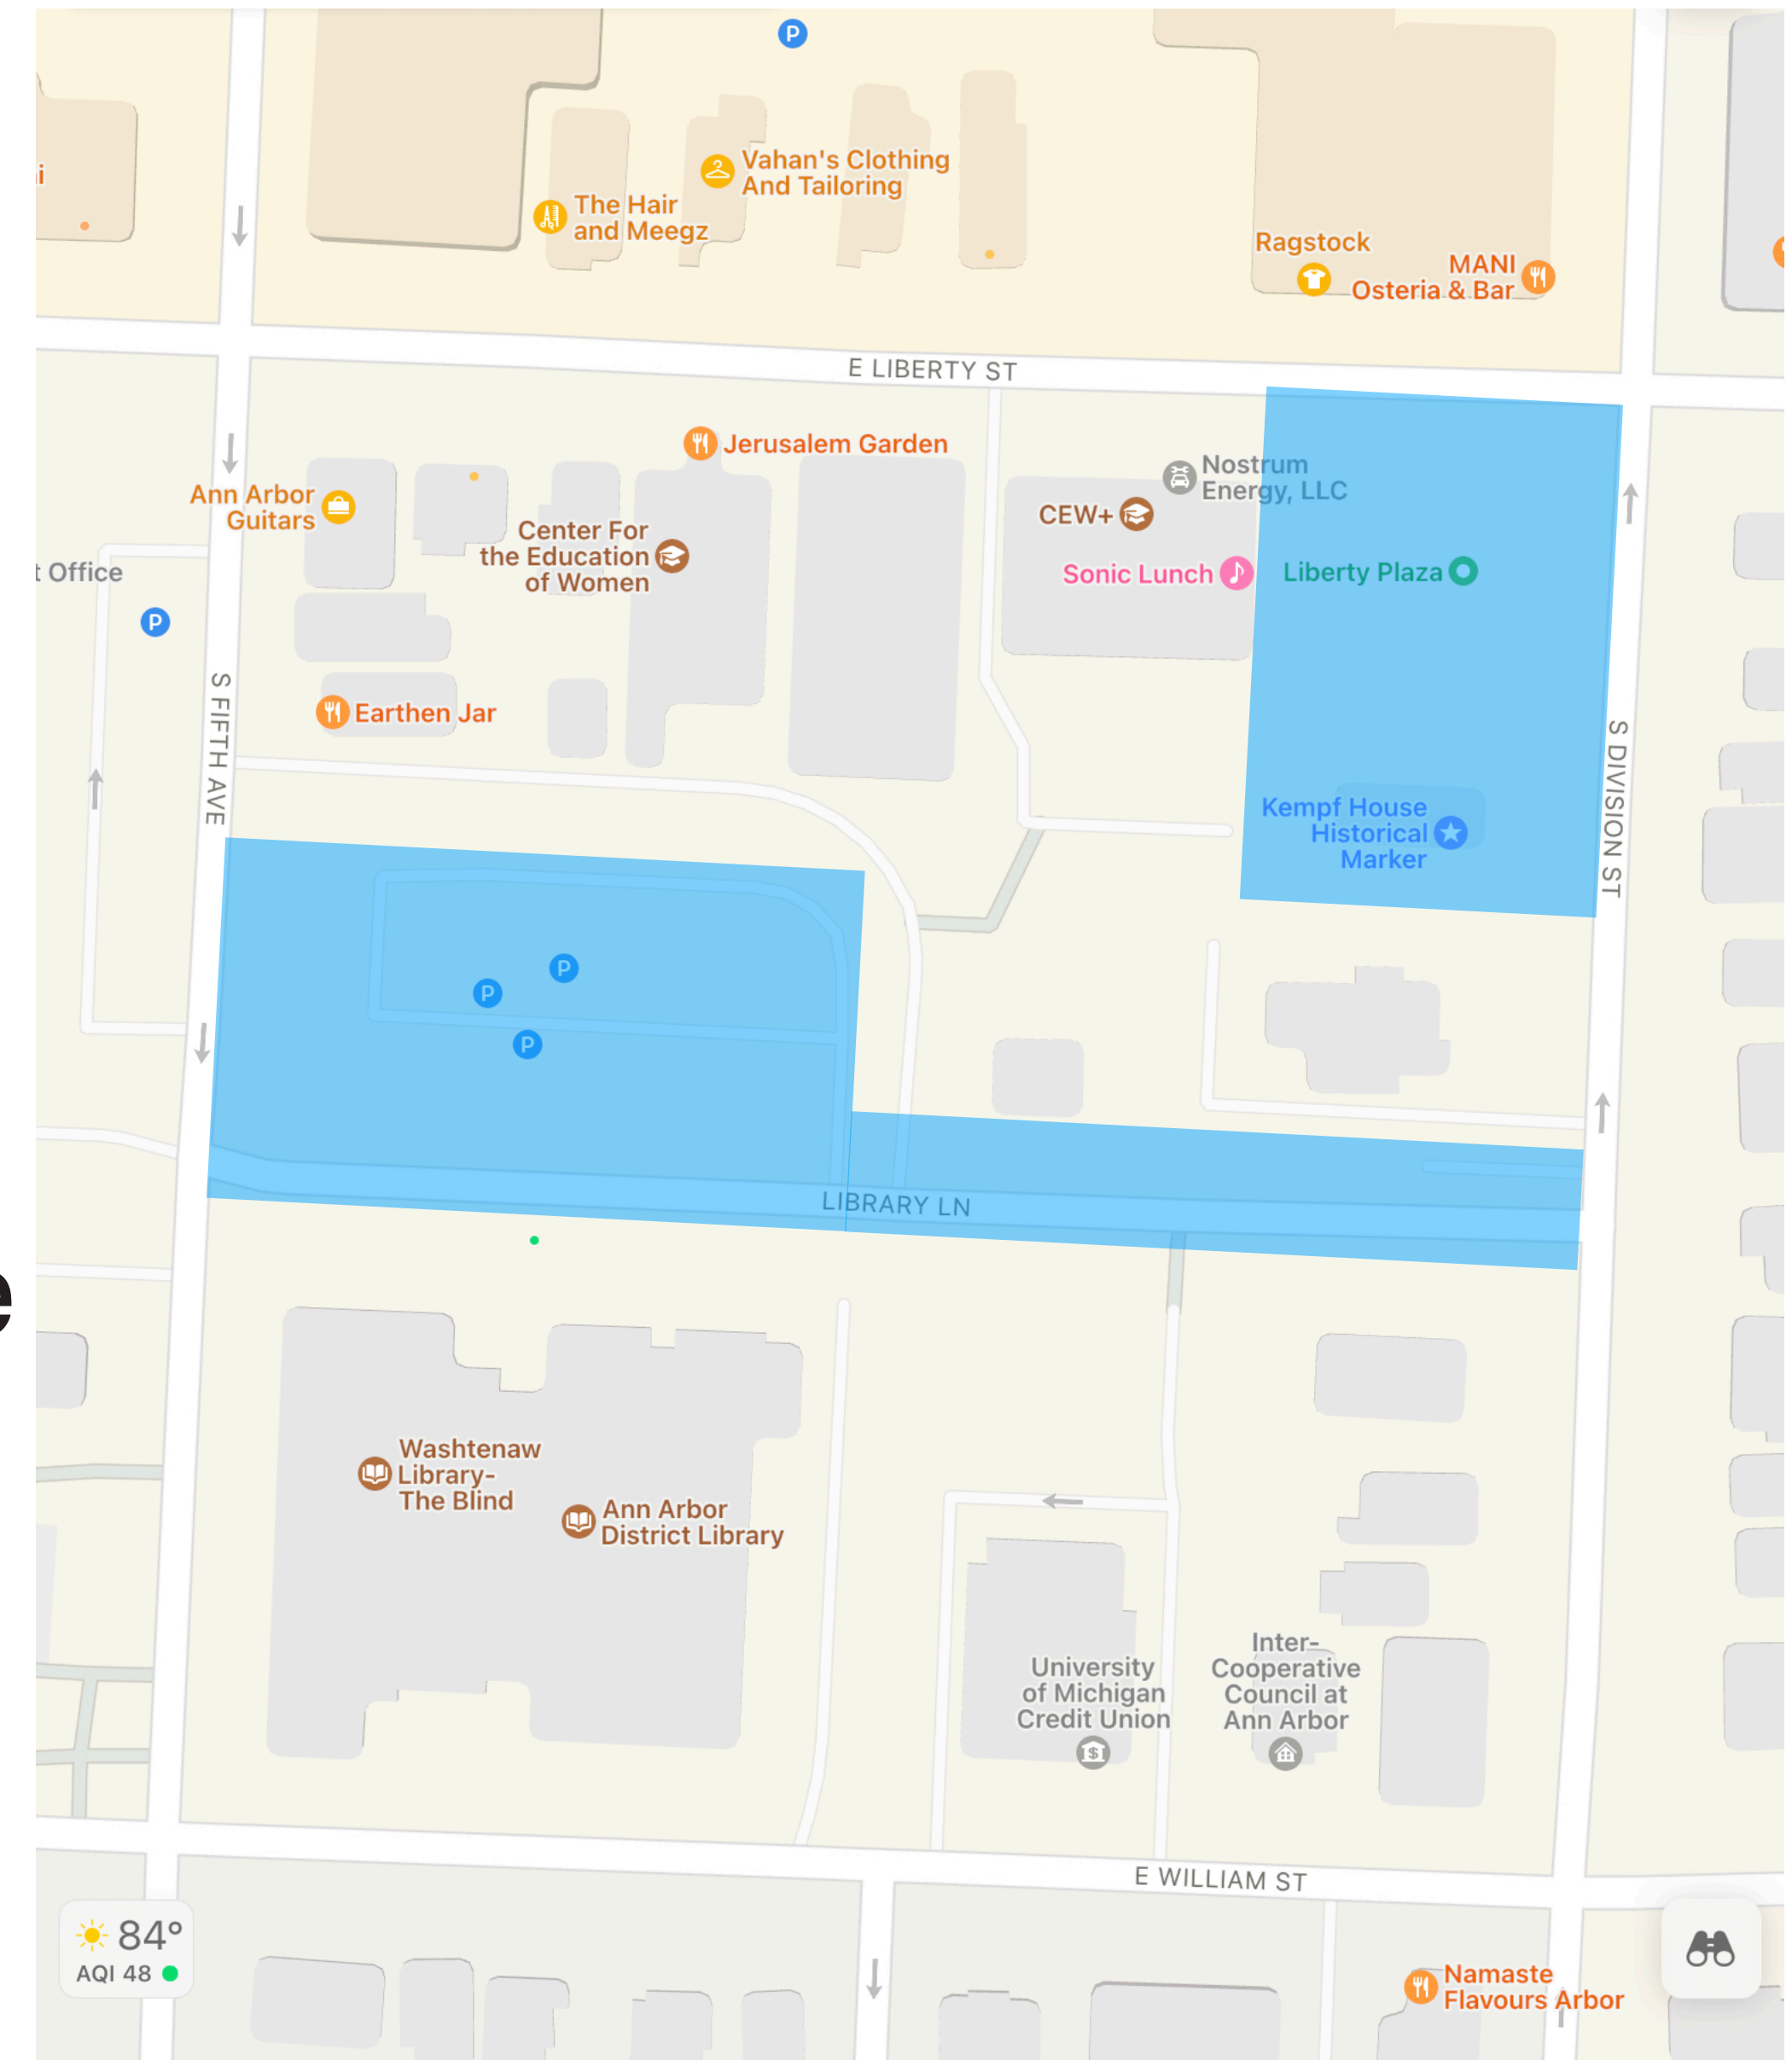 P
Vahan's Clothing
And Tailoring
The Hair
and Meegz
Ragstock
MANI
Osteria & Bar
E LIBERTY ST
Jerusalem Garden
Nostrum
Energy, LLC
Ann Arbor
Guitars
CEW+
Center For
the Education
of Women
t Office
Sonic Lunch
Liberty Plaza
P
S FIFTH AVE
Earthen Jar
S DIVISION ST
Kempf House
Historical
Marker
P
P
P
LIBRARY LN
e
Washtenaw
Library-
The Blind
Ann Arbor
District Library
Inter-
Cooperative
Council at
Ann Arbor
University
of Michigan
Credit Union
$
E WILLIAM ST
84°
AQI 48
Namaste
Flavours Arbor